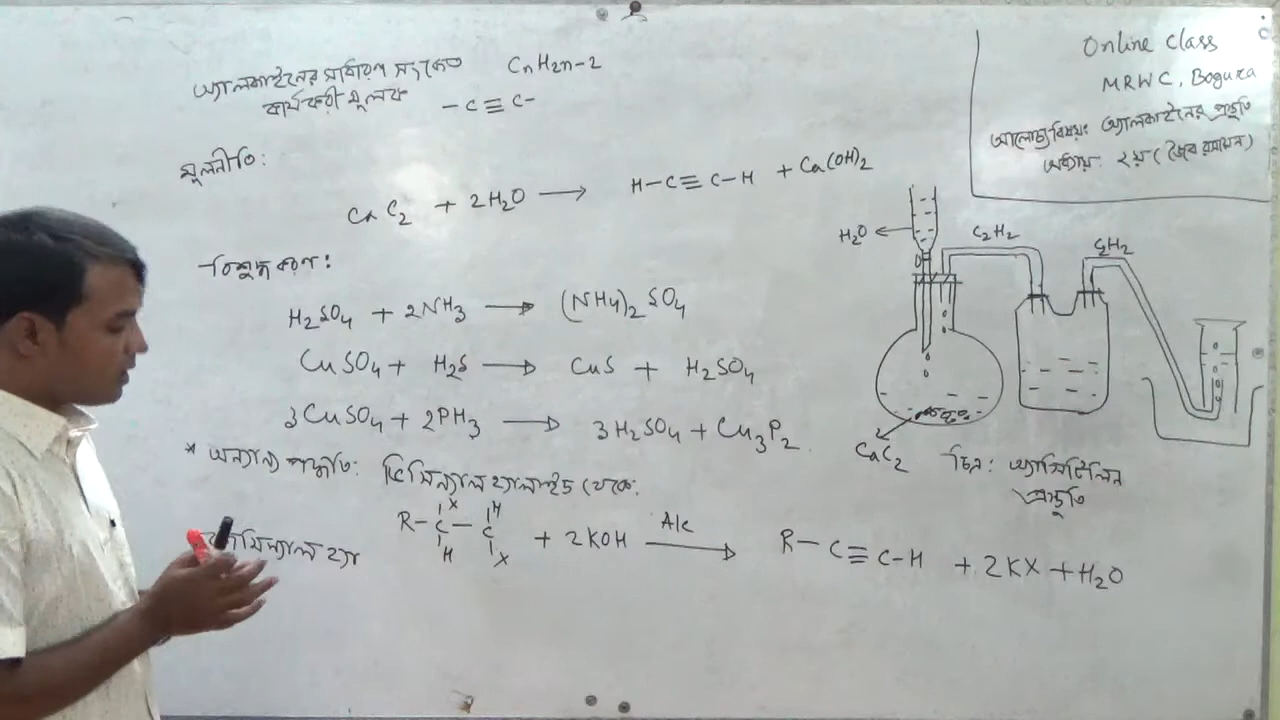 অ্যালকাইনের সাধারণ সংকেত CnH2n-2
কার্যকরী মূলক -C≡C-
মূলনীতি:
CaC2 + 2H2O ⟶ H-C≡C-H + Ca(OH)2
বিশুদ্ধকরণ:
H2SO4 + 2NH3 ⟶ (NH4)2SO4
CuSO4 + H2S ⟶ CuS + H2SO4
3CuSO4 + 2PH3 ⟶ 3H2SO4 + Cu3P2
* অন্যান্য পদ্ধতি: ভিসিন্যাল হ্যালাইড থেকে:
X H
R-C-C + 2KOH Alc ⟶ R-C≡C-H + 2KX + H2O
H X
হ্যা
Online Class
MRWC, Bogura
আলোচ্যবিষয়: অ্যালকাইনের প্রস্তুতি
অধ্যায়: ২য় (জৈব রসায়ন)
H2O
C2H2
C2H2
CaC2
চিত্র: অ্যাসিটিলিন
প্রস্তুতি